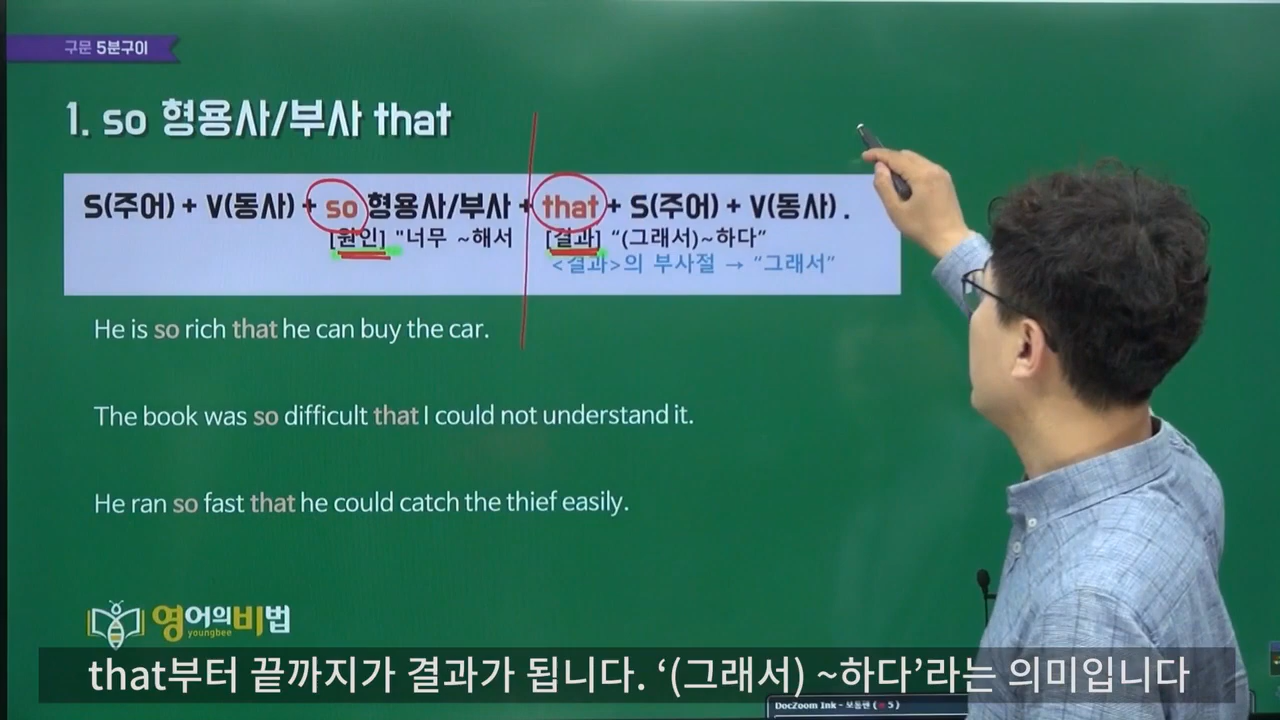 구문 5분구이
1. so 형용사/부사 that
S(주어) + V(동사) + so 형용사/부사 + that + S(주어) + V(동사) .
[원인] "너무 ~해서 [결과] “(그래서)~하다”
<결과>의 부사절 → “그래서”
He is so rich that he can buy the car.
The book was so difficult that I could not understand it.
He ran so fast that he could catch the thief easily.
영어의비법
youngbee
that부터 끝까지가 결과가 됩니다. ‘(그래서) ~하다’라는 의미입니다
DocZoom Ink - 보통펜 ( 5 )